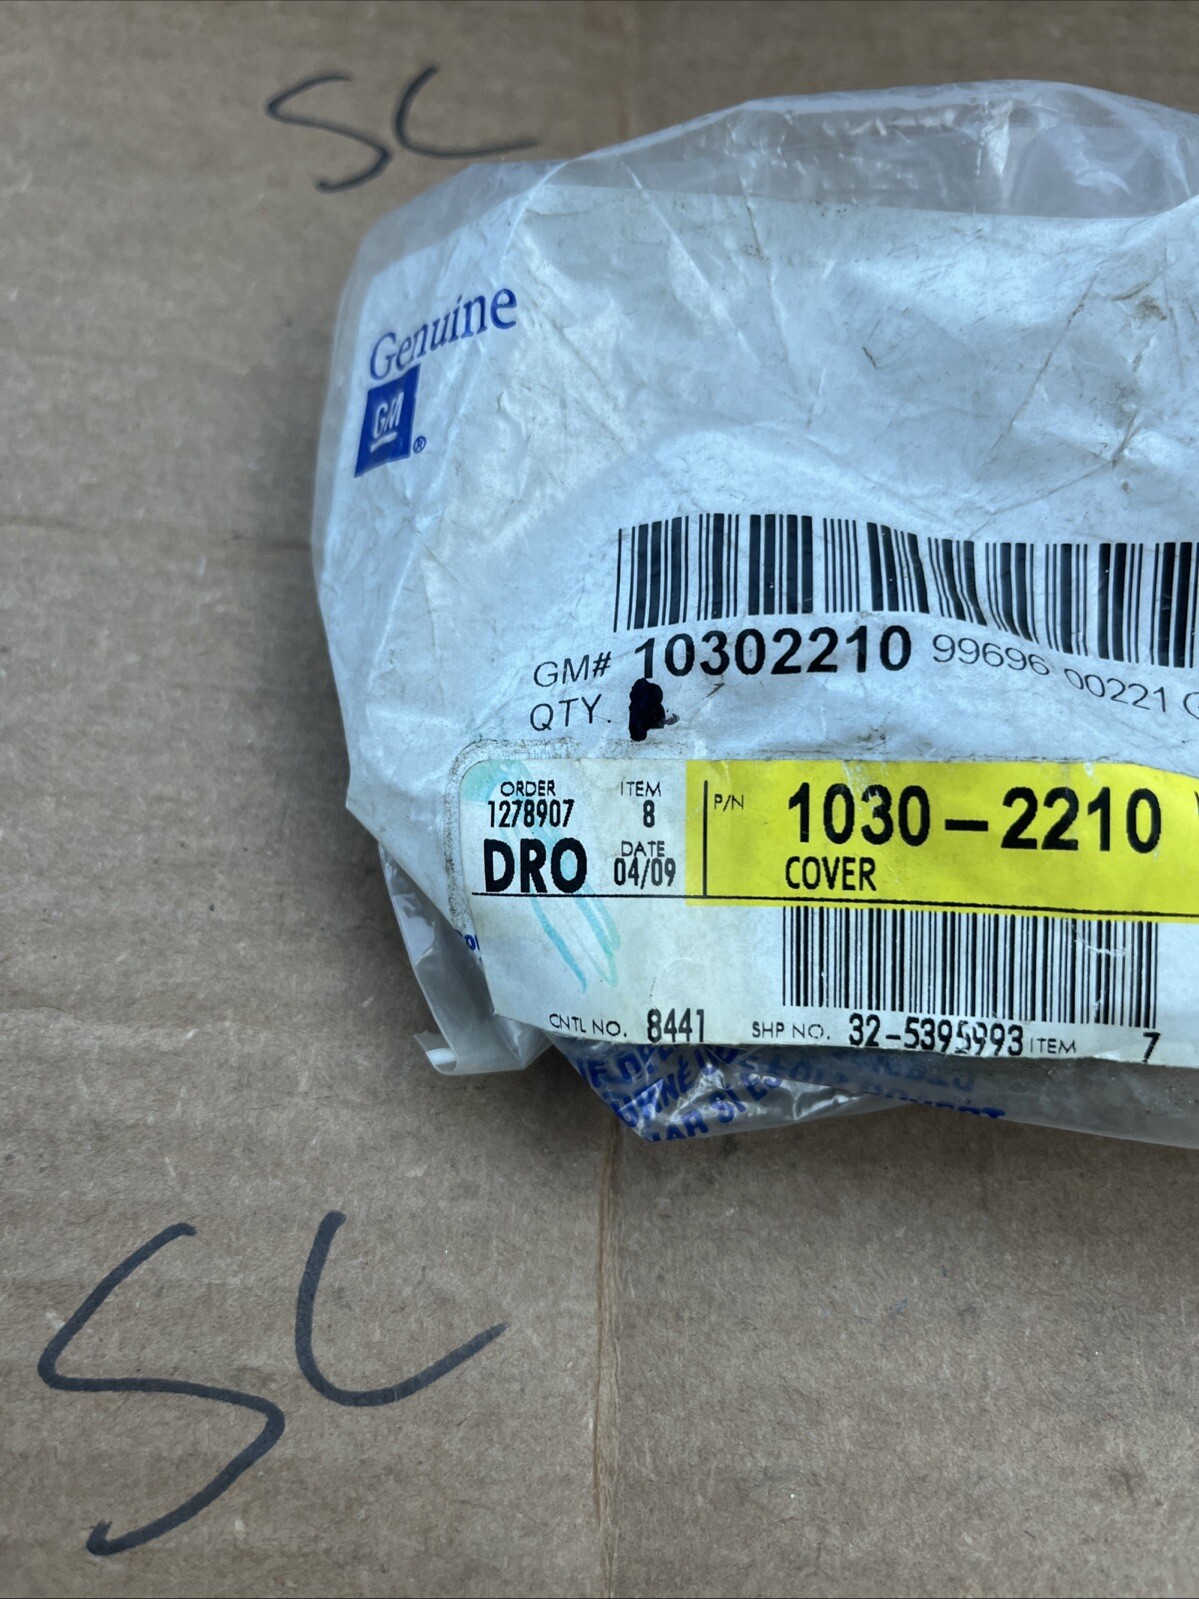 SC
Genuine
GM®
GM# 10302210 99696 00221
QTY.
ORDER
1278907
ITEM
8
DRO
DATE
04/09
P/N 1030-2210
COVER
CNTL NO. 8441 SHP NO. 32-5395993 ITEM 7
SC